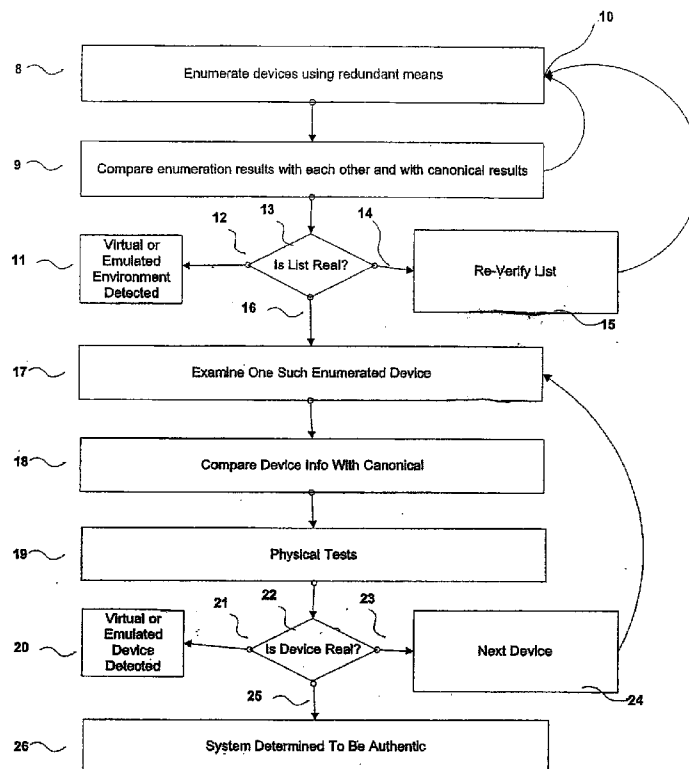 10
8
Enumerate devices using redundant means
9
Compare enumeration results with each other and with canonical results
12
13
14
11
Virtual or
Emulated
Environment
Detected
Is List Real?
Re-Verify List
16
15
17
Examine One Such Enumerated Device
18
Compare Device Info With Canonical
19
Physical Tests
21
22
23
20
Virtual or
Emulated
Device
Detected
Is Device Real?
Next Device
25
24
26
System Determined To Be Authentic